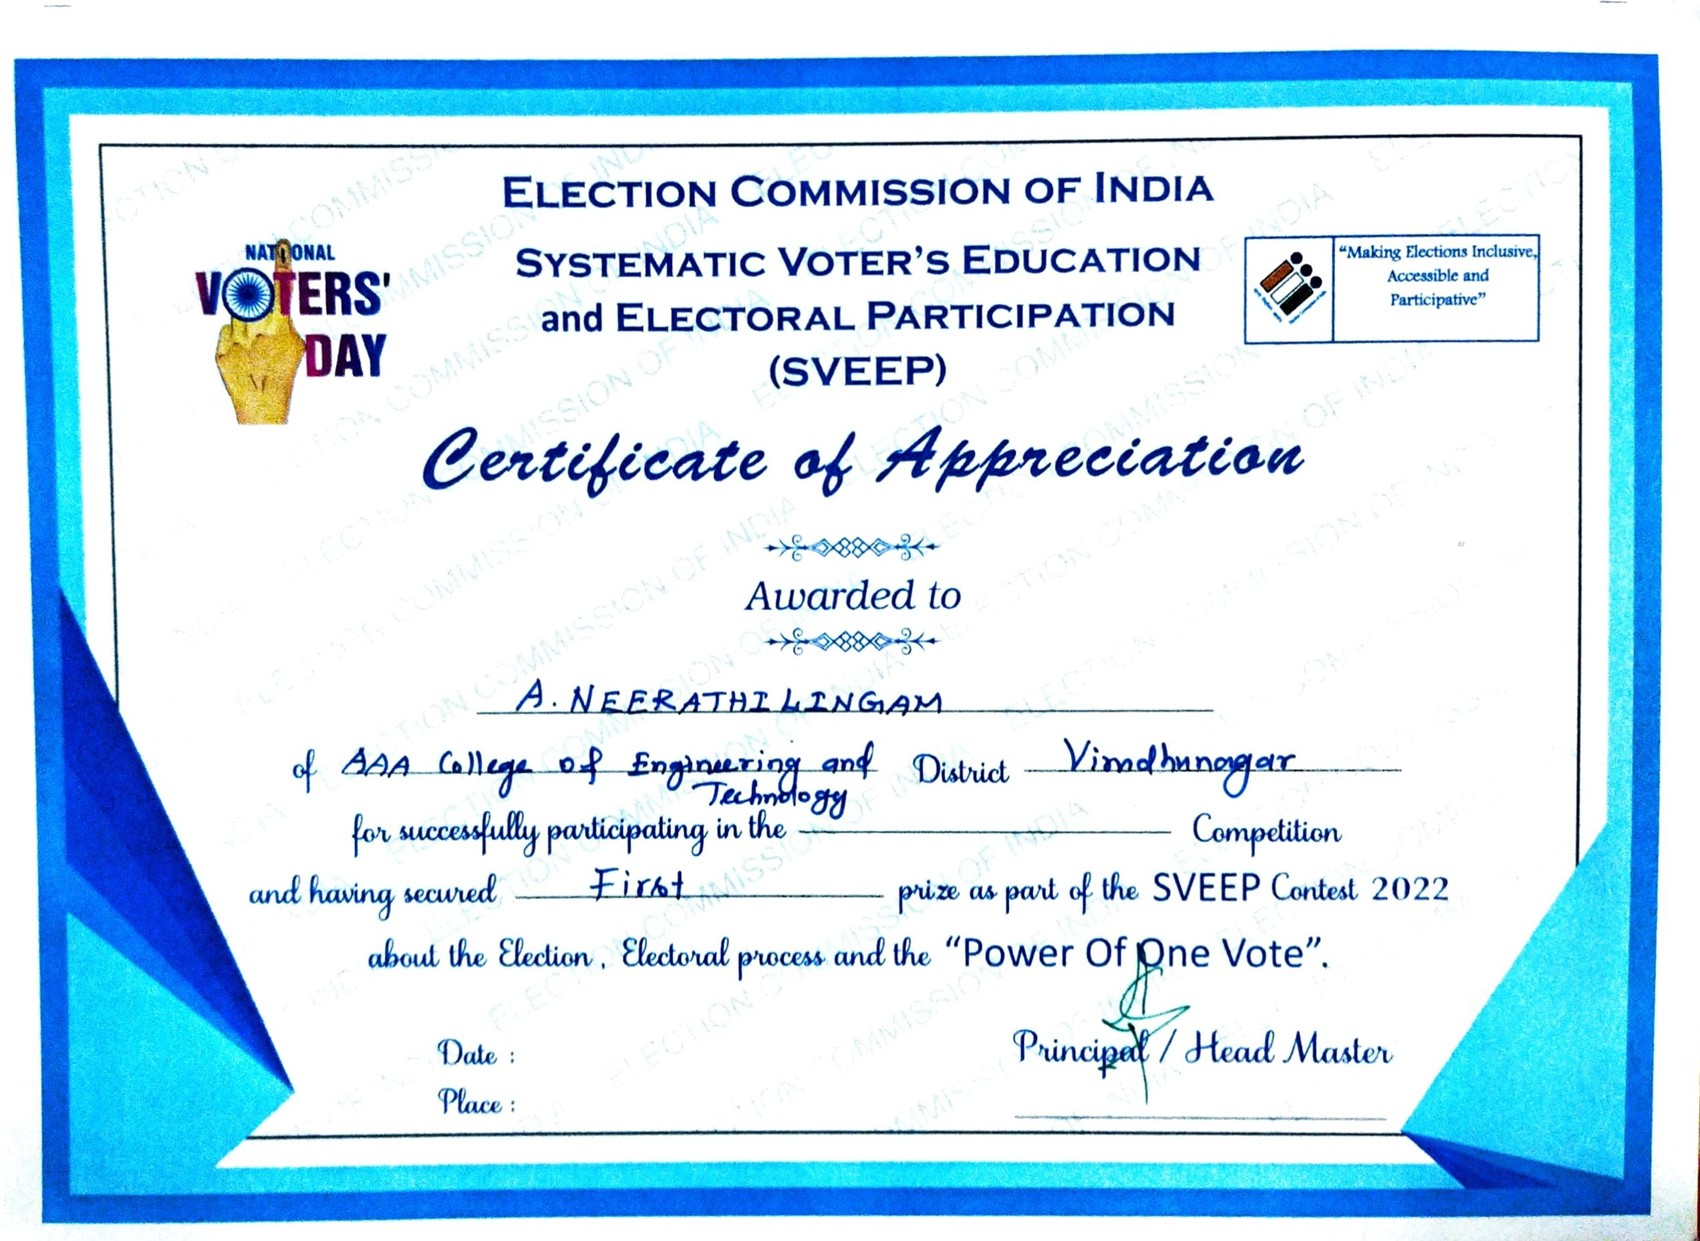 ELECTION COMMISSION OF INDIA
NATIONAL
VOTERS'
DAY
SYSTEMATIC VOTER'S EDUCATION
and ELECTORAL PARTICIPATION
(SVEEP)
"Making Elections Inclusive,
Accessible and
Participative"
Certificate of Appreciation
Awarded to
A. NEERATHILINGAM
of AAA College of Engineering and Technology District Virudhunagar
for successfully participating in the Competition
and having secured First prize as part of the SVEEP Contest 2022
about the Election, Electoral process and the "Power Of One Vote".
Date :
Place :
Principal / Head Master